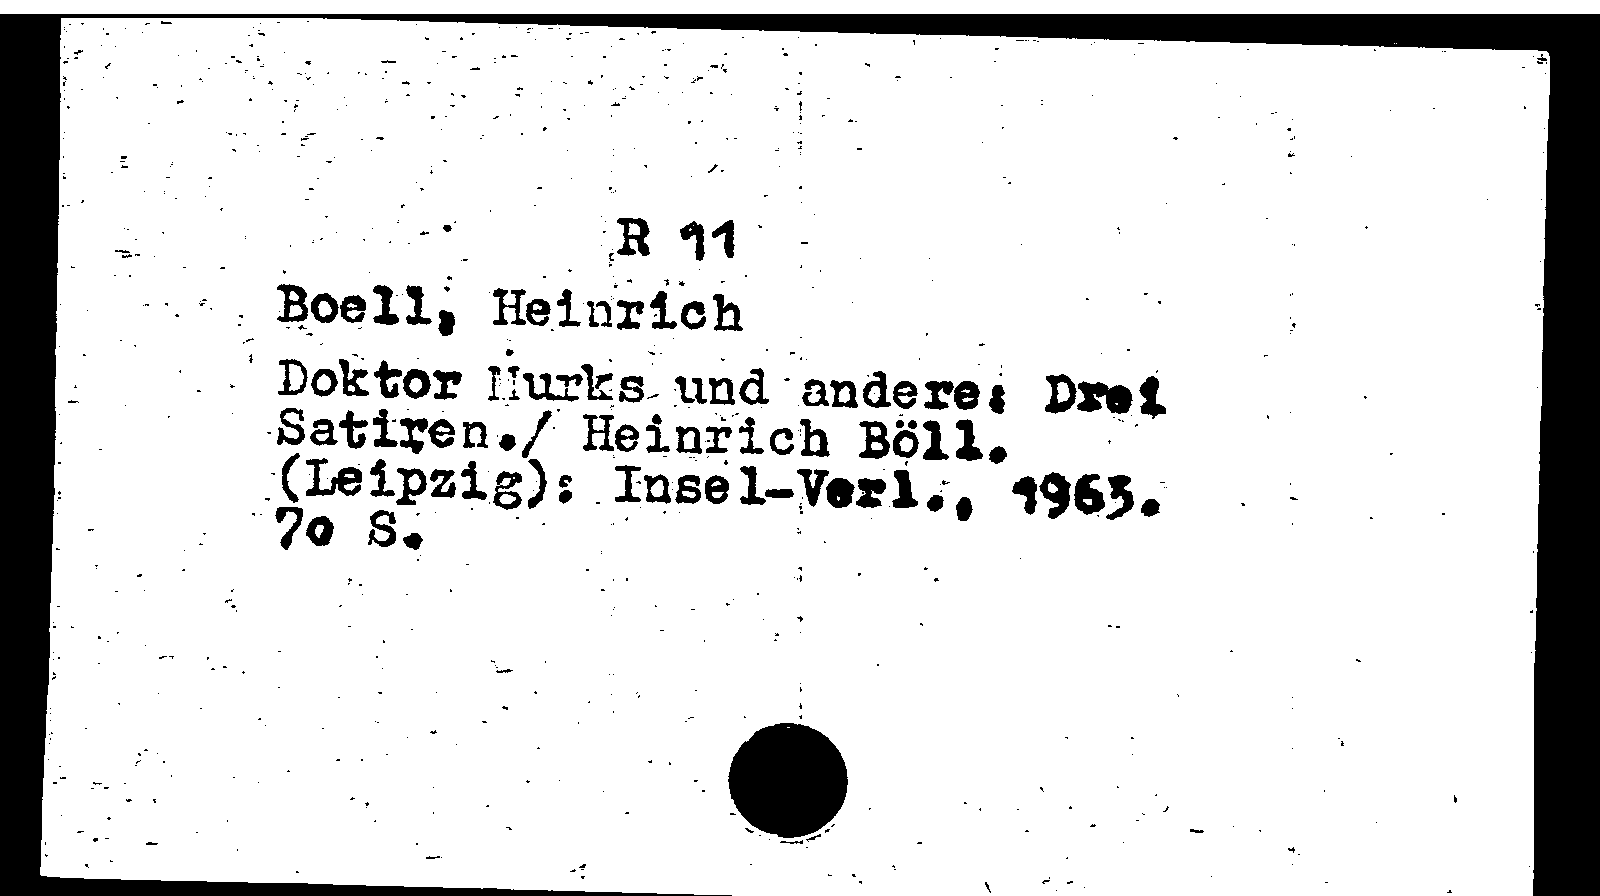 R 11
Boell, Heinrich
Doktor Murks und andere: Drei
Satiren./ Heinrich Böll.
(Leipzig): Insel-Verl., 1963.
70 S.